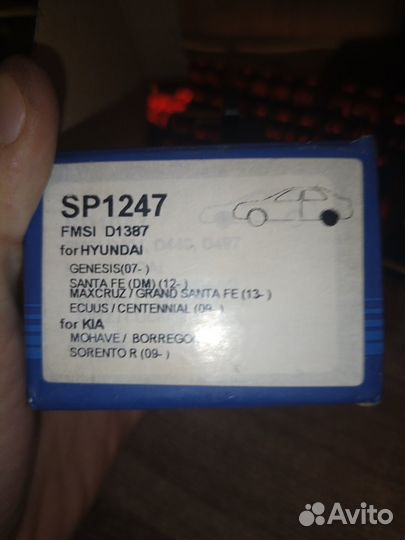 SP1247
FMSI D1387
for HYUNDAI
GENESIS(07- )
SANTA FE (DM) (12- )
MAXCRUZ / GRAND SANTA FE (13- )
ECUUS / CENTENNIAL (09- )
for KIA
MOHAVE / BORREGO
SORENTO R (09- )
Avito